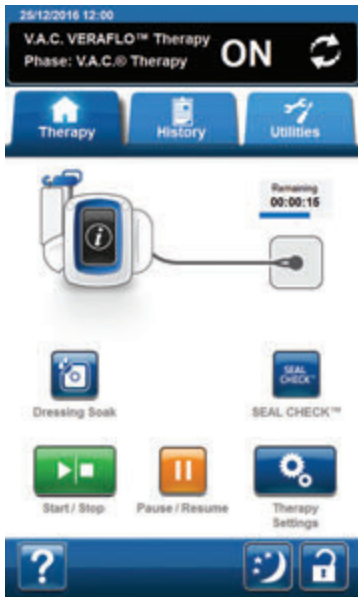 25/12/2016 12:00
V.A.C. VERAFLO™ Therapy
Phase: V.A.C.® Therapy
ON
Therapy
History
Utilities
Remaining
00:00:15
i
SEAL
CHECK™
Dressing Soak
SEAL CHECK™
Start / Stop
Pause / Resume
Therapy
Settings
?